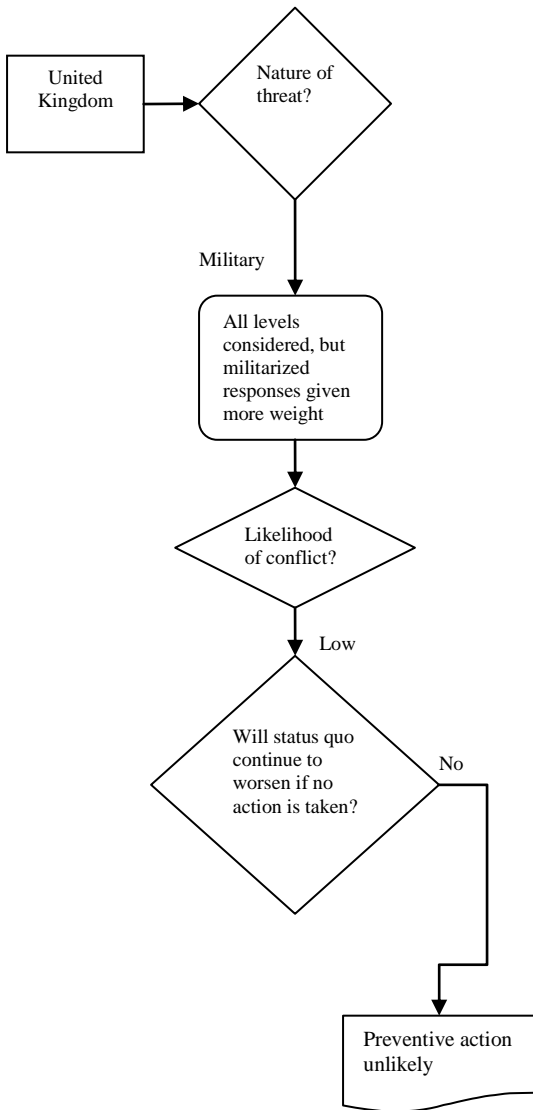 United
Kingdom
Nature of
threat?
Military
All levels
considered, but
militarized
responses given
more weight
Likelihood
of conflict?
Low
Will status quo
continue to
worsen if no
action is taken?
No
Preventive action
unlikely